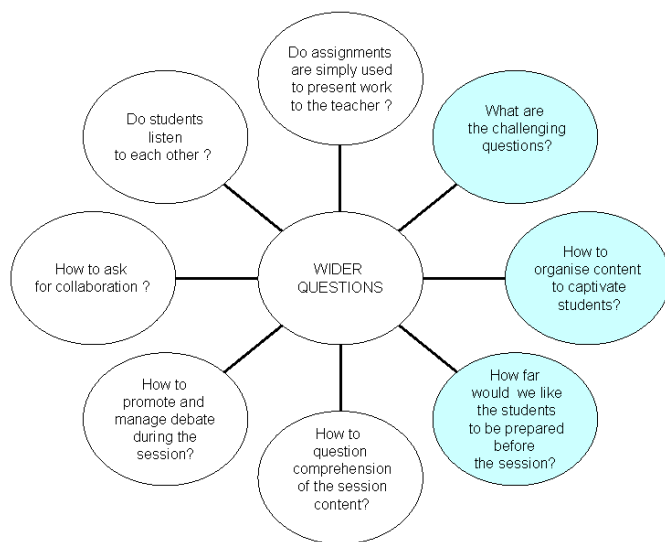 Do assignments
are simply used
to present work
to the teacher ?
What are
the challenging
questions?
How to
organise content
to captivate
students?
How far
would we like
the students
to be prepared
before
the session?
How to
question
comprehension
of the session
content?
How to
promote and
manage debate
during the
session?
How to ask
for collaboration ?
Do students
listen
to each other ?
WIDER
QUESTIONS